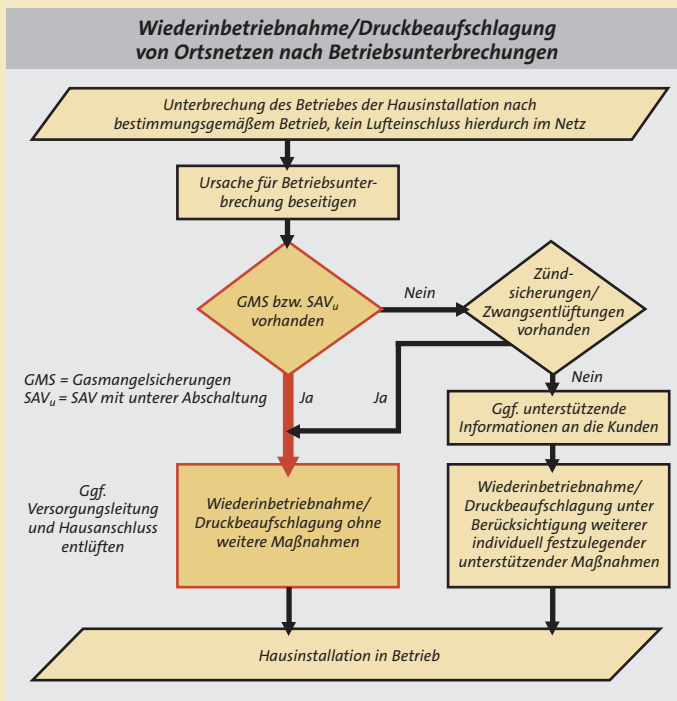 Wiederinbetriebnahme/Druckbeaufschlagung
von Ortsnetzen nach Betriebsunterbrechungen
Unterbrechung des Betriebes der Hausinstallation nach
bestimmungsgemäßem Betrieb, kein Lufteinschluss hierdurch im Netz
Ursache für Betriebsunter-
brechung beseitigen
GMS bzw. SAVu
vorhanden
Nein
Zünd-
sicherungen/
Zwangsentlüftungen
vorhanden
GMS = Gasmangelsicherungen
SAVu = SAV mit unterer Abschaltung
Ja
Ja
Nein
Ggf. unterstützende
Informationen an die Kunden
Ggf.
Versorgungsleitung
und Hausanschluss
entlüften
Wiederinbetriebnahme/
Druckbeaufschlagung ohne
weitere Maßnahmen
Wiederinbetriebnahme/
Druckbeaufschlagung unter
Berücksichtigung weiterer
individuell festzulegender
unterstützender Maßnahmen
Hausinstallation in Betrieb